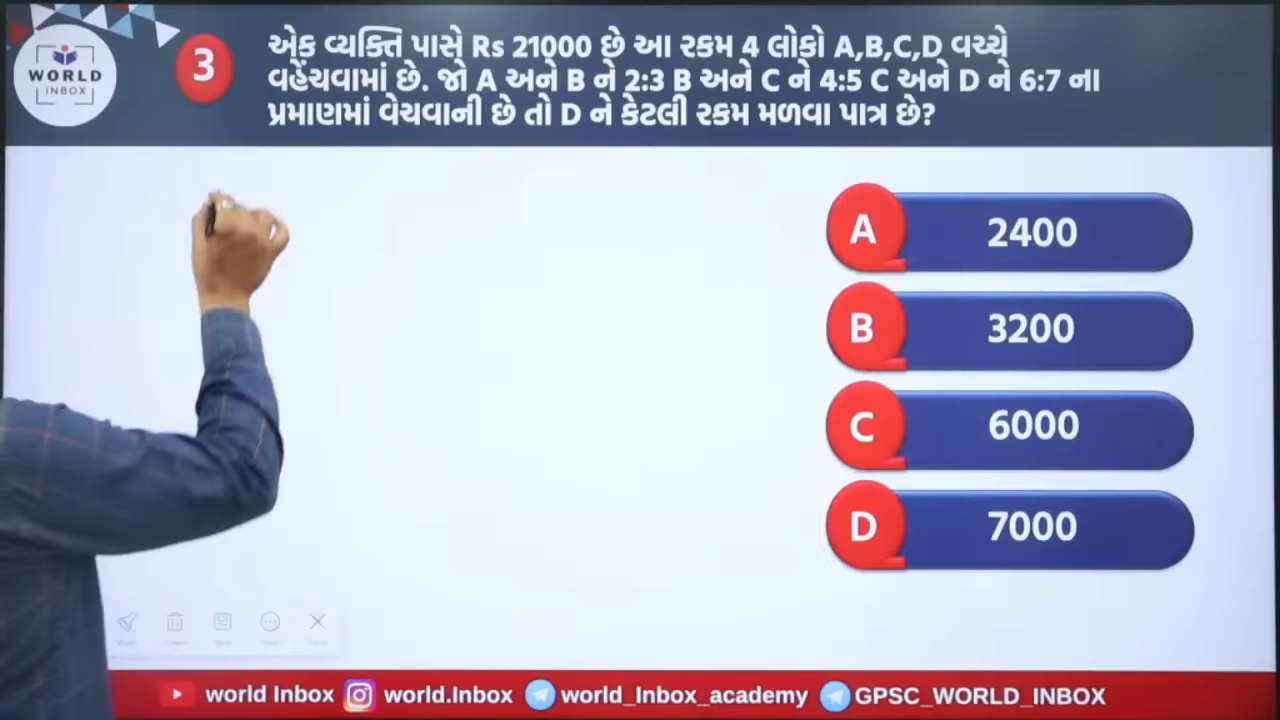 WORLD
INBOX
3
એક વ્યક્તિ પાસે Rs 21000 છે આ રકમ 4 લોકો A,B,C,D વચ્ચે
વહેંચવામાં છે. જો A અને B ને 2:3 B અને C ને 4:5 C અને D ને 6:7 ના
પ્રમાણમાં વેચવાની છે તો D ને કેટલી રકમ મળવા પાત્ર છે?
A 2400
B 3200
C 6000
D 7000
world Inbox world.Inbox world_Inbox_academy GPSC_WORLD_INBOX